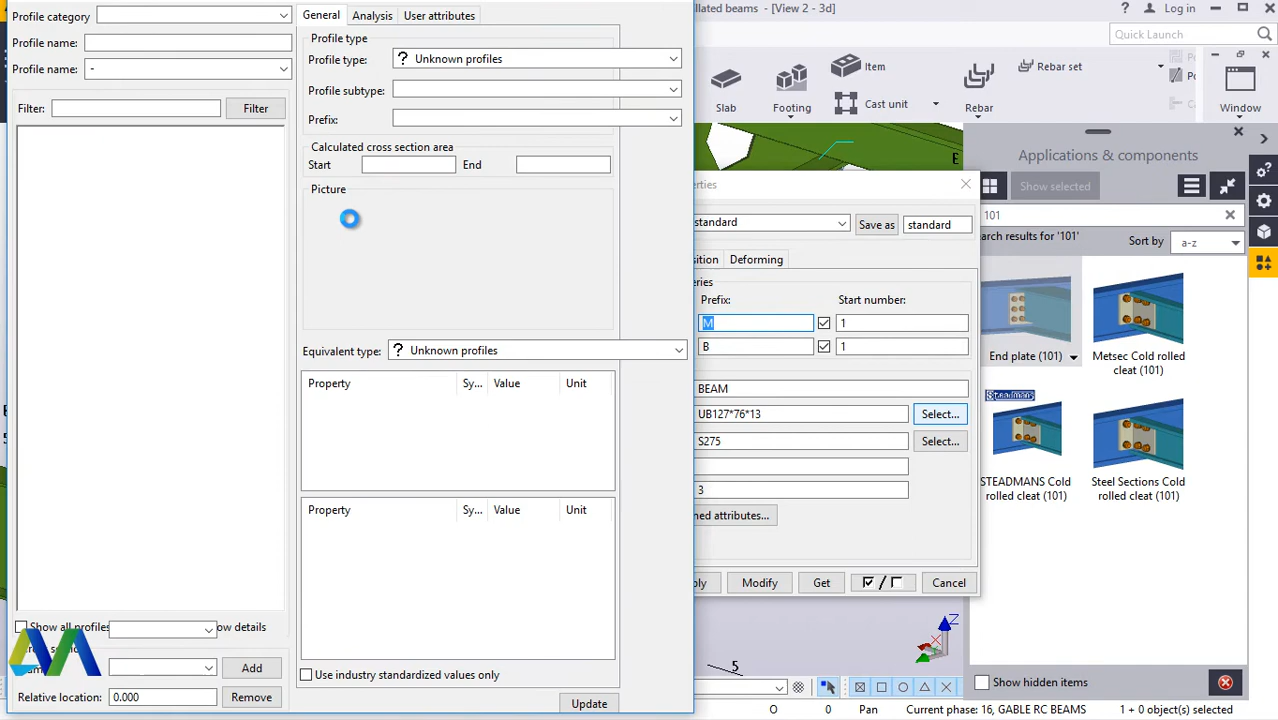 Profile category
Profile name:
Profile name: -
Filter: Filter
Show all profiles
ow details
Add
Relative location: 0.000 Remove
General Analysis User attributes
Profile type
Profile type: ? Unknown profiles
Profile subtype:
Prefix:
Calculated cross section area
Start End
Picture
Equivalent type: ? Unknown profiles
Property Sy... Value Unit
Property Sy... Value Unit
Use industry standardized values only
Update
llated beams - [View 2 - 3d]
Log in
Quick Launch
Slab
Footing
Item
Cast unit
Rebar
Rebar set
Window
E
erties
standard Save as standard
sition Deforming
eries
Prefix: Start number:
M 1
B 1
BEAM
UB127*76*13 Select...
S275 Select...
3
ned attributes...
ply Modify Get / Cancel
Z
x
5
Applications & components
Show selected
101
arch results for '101' Sort by a-z
End plate (101)
Metsec Cold
rolled
cleat (101)
Steadmans
STEADMANS Cold
rolled cleat (101)
Steel Sections Cold
rolled cleat (101)
Show hidden items
O 0 Pan Current phase: 16, GABLE RC BEAMS 1 + 0 object(s) selected